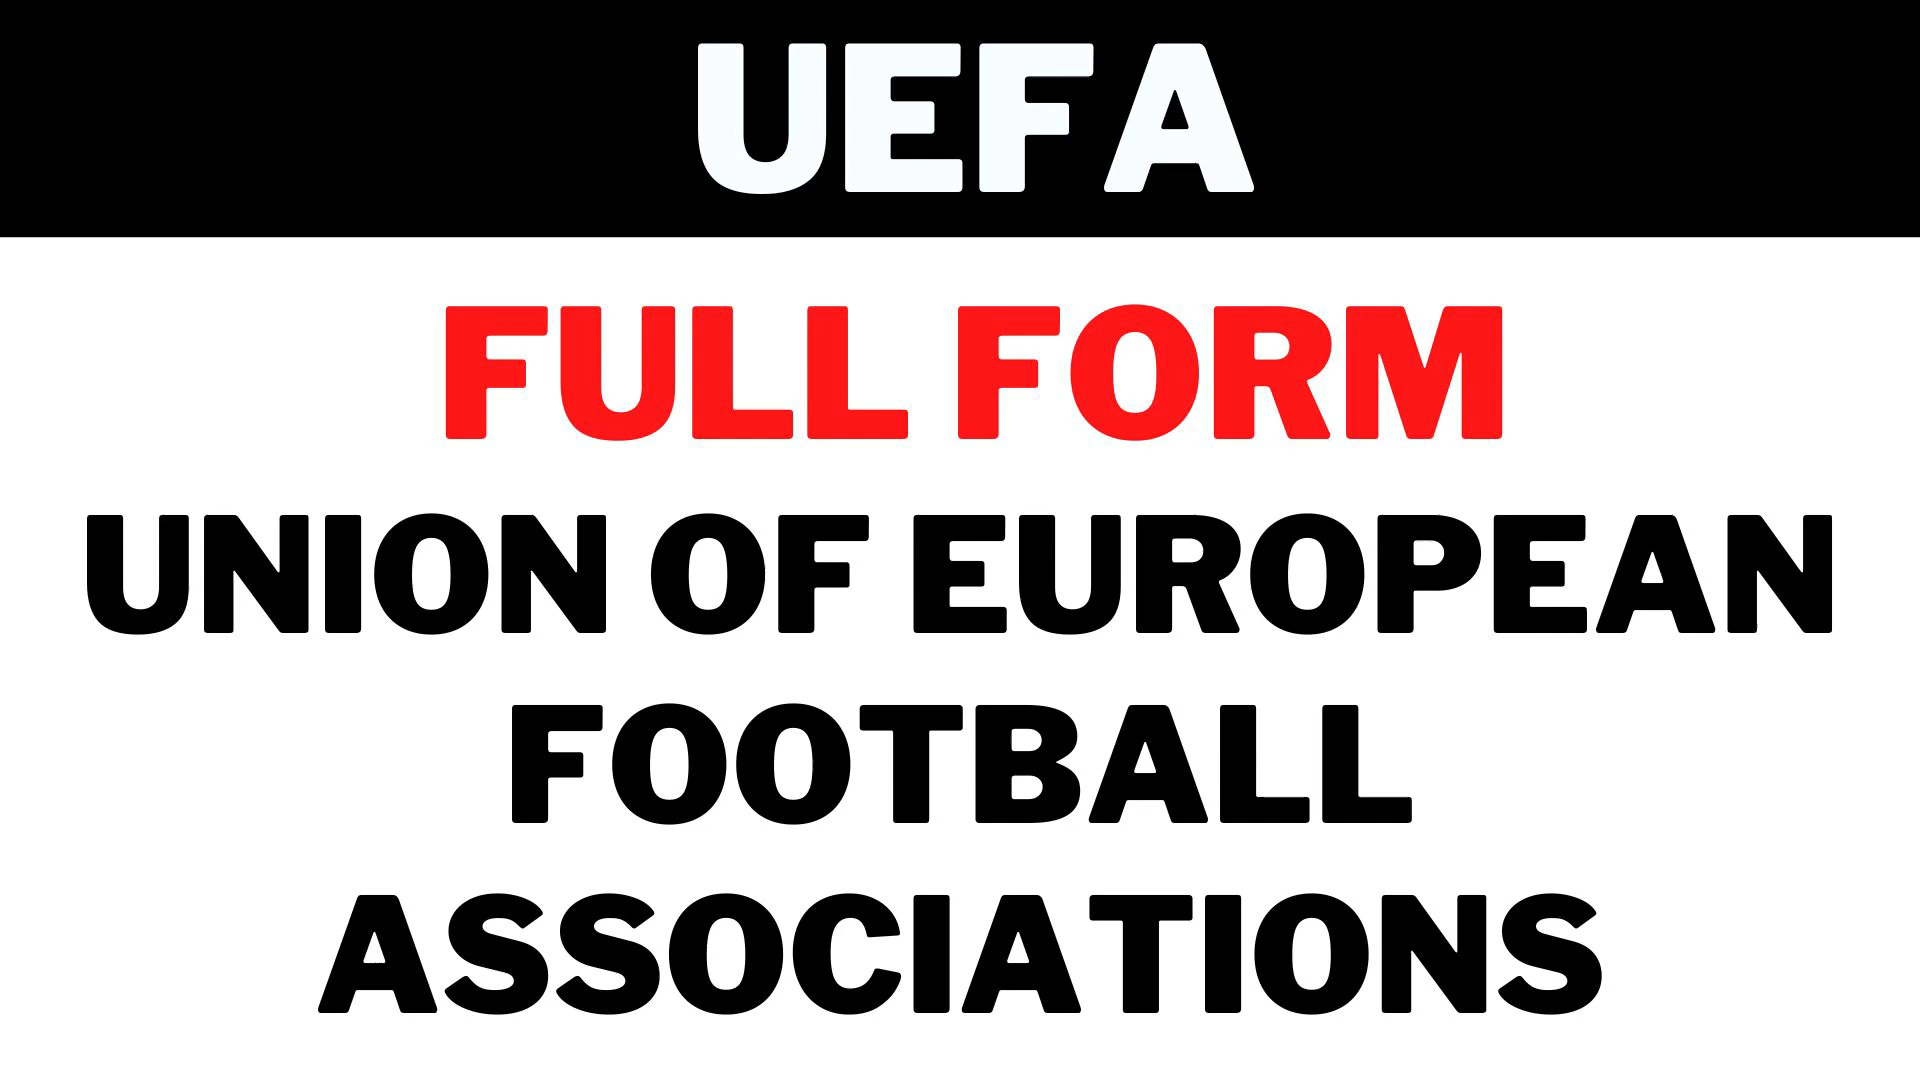 UEFA
FULL FORM
UNION OF EUROPEAN
FOOTBALL
ASSOCIATIONS